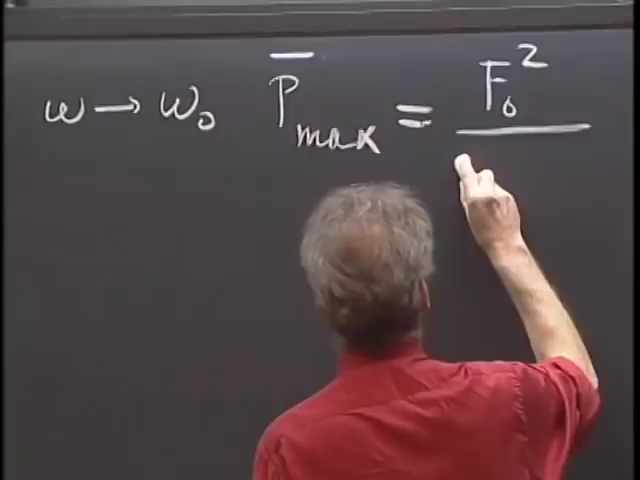 ω → ω₀ P̄max = F₀²